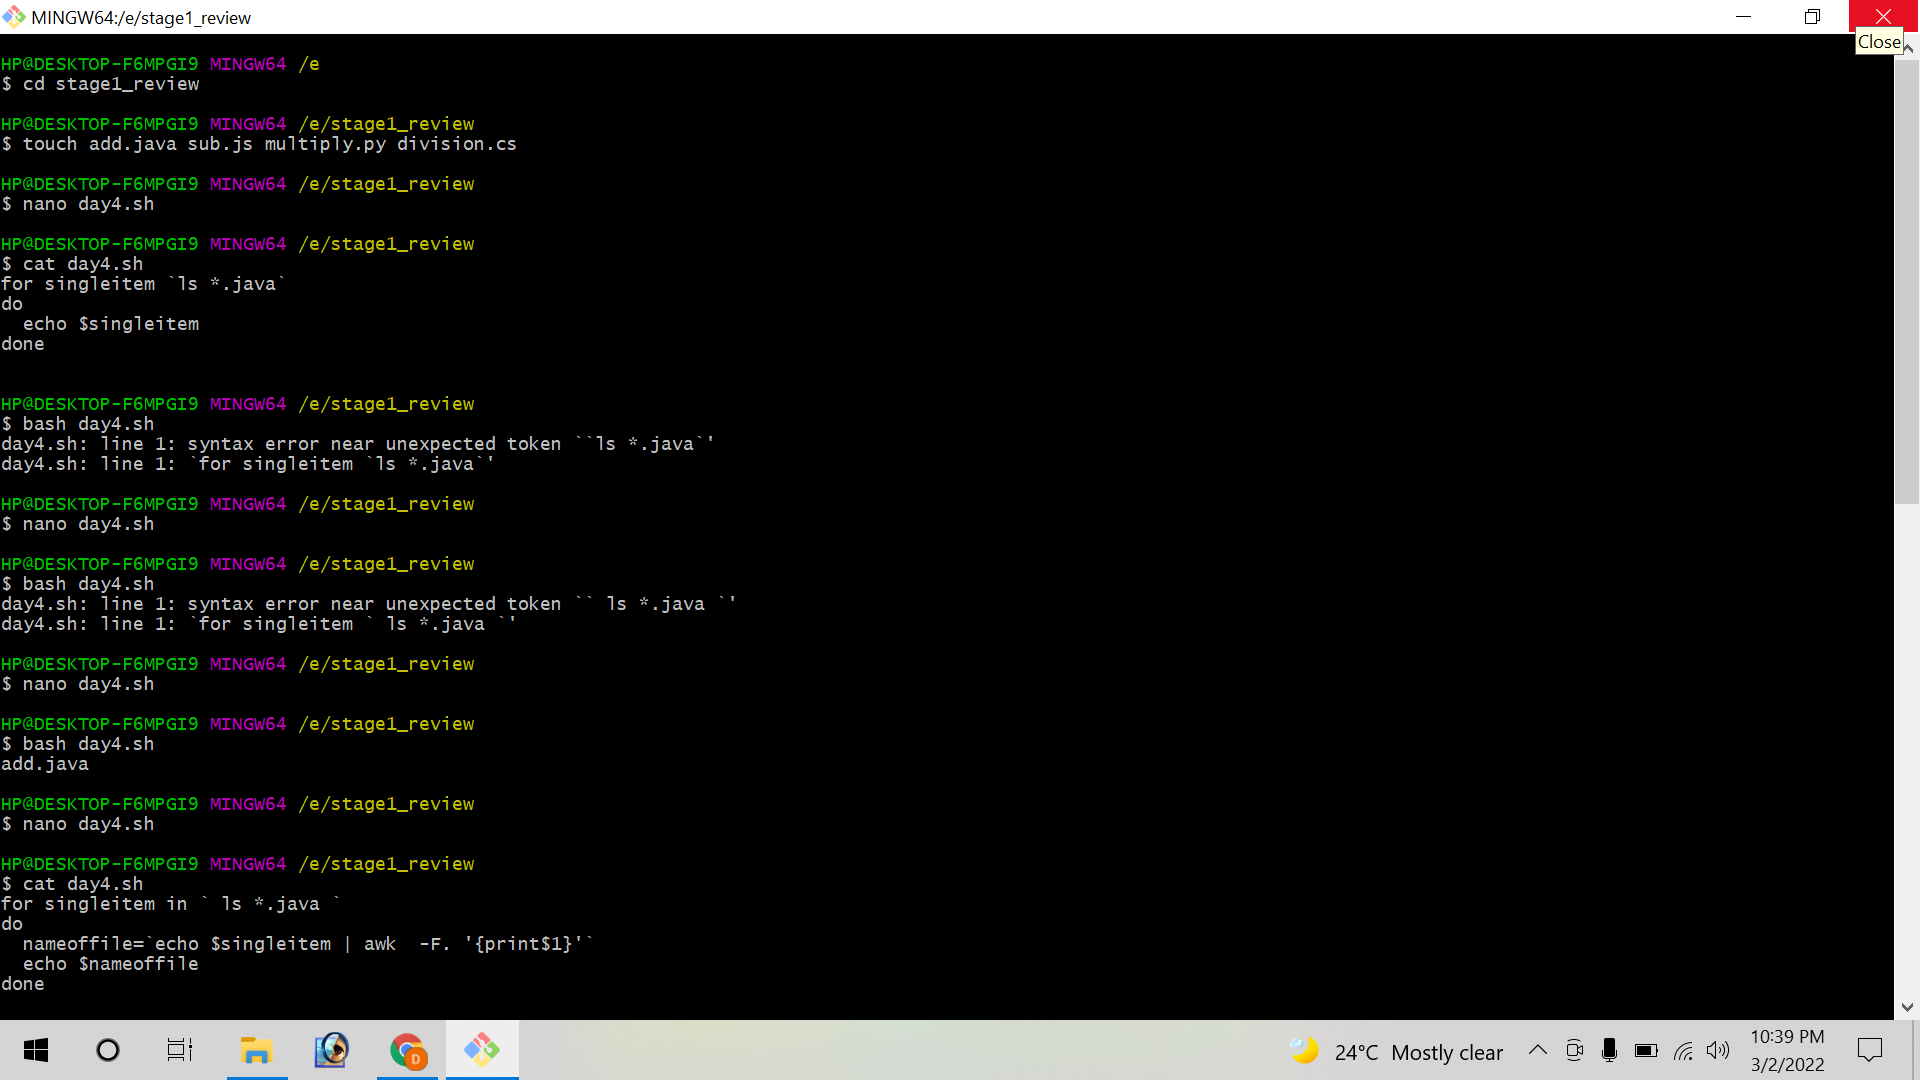 MINGW64:/e/stage1_review
Close
HP@DESKTOP-F6MPGI9 MINGW64 /e
$ cd stage1_review
HP@DESKTOP-F6MPGI9 MINGW64 /e/stage1_review
$ touch add.java sub.js multiply.py division.cs
HP@DESKTOP-F6MPGI9 MINGW64 /e/stage1_review
$ nano day4.sh
HP@DESKTOP-F6MPGI9 MINGW64 /e/stage1_review
$ cat day4.sh
for singleitem `ls *.java`
do
  echo $singleitem
done
HP@DESKTOP-F6MPGI9 MINGW64 /e/stage1_review
$ bash day4.sh
day4.sh: line 1: syntax error near unexpected token ``ls *.java`'
day4.sh: line 1: `for singleitem `ls *.java`'
HP@DESKTOP-F6MPGI9 MINGW64 /e/stage1_review
$ nano day4.sh
HP@DESKTOP-F6MPGI9 MINGW64 /e/stage1_review
$ bash day4.sh
day4.sh: line 1: syntax error near unexpected token `` ls *.java `'
day4.sh: line 1: `for singleitem ` ls *.java `'
HP@DESKTOP-F6MPGI9 MINGW64 /e/stage1_review
$ nano day4.sh
HP@DESKTOP-F6MPGI9 MINGW64 /e/stage1_review
$ bash day4.sh
add.java
HP@DESKTOP-F6MPGI9 MINGW64 /e/stage1_review
$ nano day4.sh
HP@DESKTOP-F6MPGI9 MINGW64 /e/stage1_review
$ cat day4.sh
for singleitem in ` ls *.java `
do
  nameoffile=`echo $singleitem | awk  -F. '{print$1}'`
  echo $nameoffile
done
D
24°C Mostly clear
10:39 PM
3/2/2022